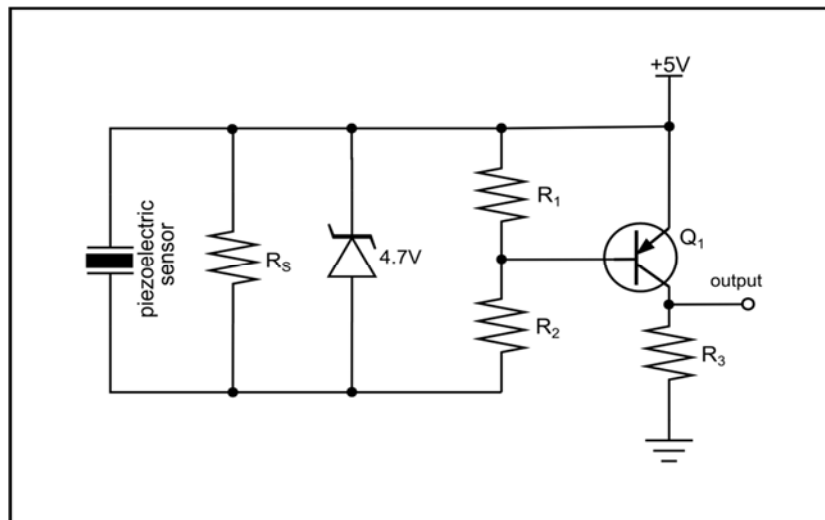 +5V
R1
Q1
piezoelectric
sensor
RS
4.7V
output
R2
R3